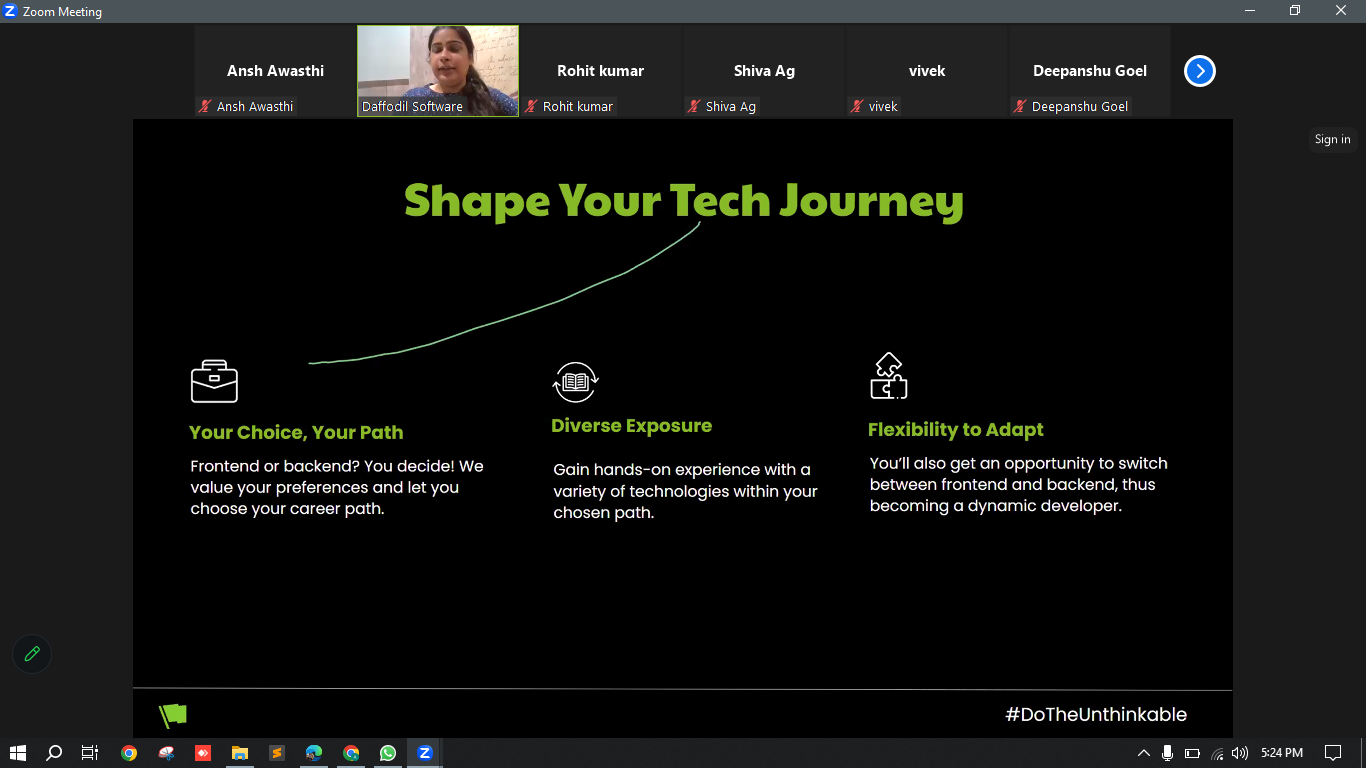 Zoom Meeting
Ansh Awasthi
Rohit kumar
Shiva Ag
vivek
Deepanshu Goel
Ansh Awasthi
Daffodil Software
Rohit kumar
Shiva Ag
vivek
Deepanshu Goel
Sign in
Shape Your Tech Journey
Your Choice, Your Path
Frontend or backend? You decide! We
value your preferences and let you
choose your career path.
Diverse Exposure
Gain hands-on experience with a
variety of technologies within your
chosen path.
Flexibility to Adapt
You'll also get an opportunity to switch
between frontend and backend, thus
becoming a dynamic developer.
#DoTheUnthinkable
5:24 PM